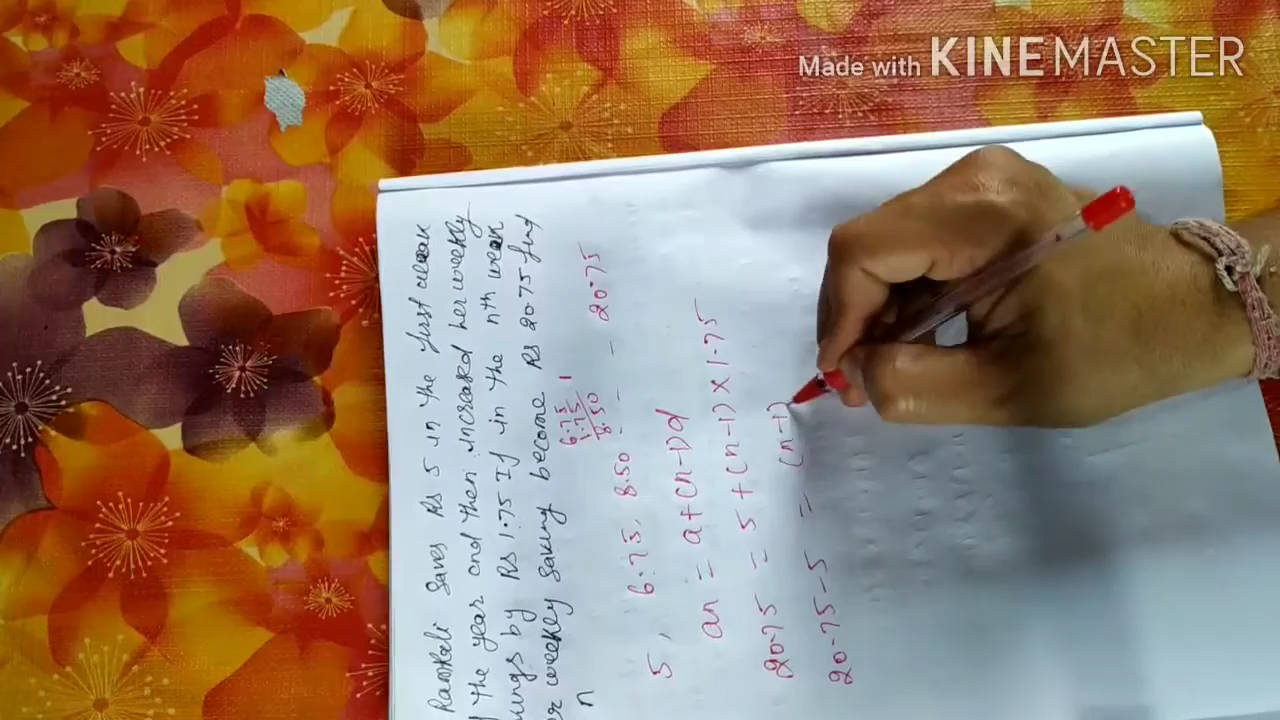 Made with KINEMASTER
Ramkali Saves Rs 5 in the first
the year and then increased her weekly
by Rs 1.75 If in the nth week
weekly saving become Rs 20.75 find
n
6.75
1.75
8.50
1
5, 6.75, 8.50 - - - 20.75
an = a+(n-1)d
20.75 = 5+(n-1)×1.75
20.75-5 = (n-1)